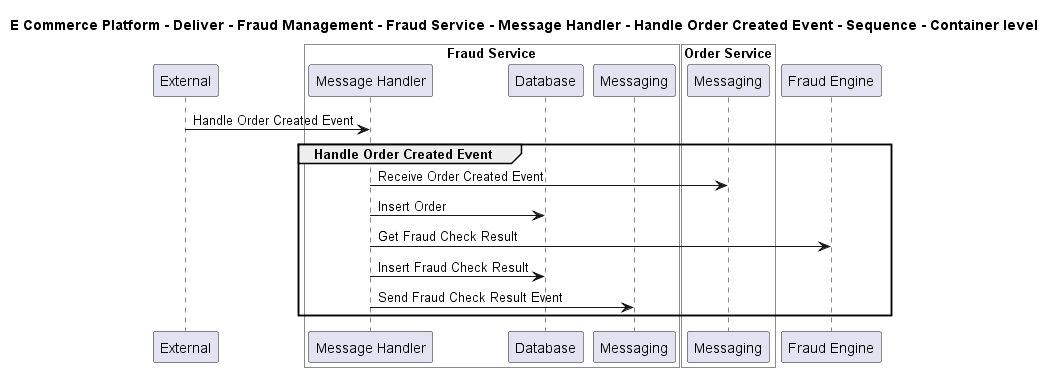 E Commerce Platform - Deliver - Fraud Management - Fraud Service - Message Handler - Handle Order Created Event - Sequence - Container level
Fraud Service
Order Service
External
Message Handler
Database
Messaging
Messaging
Fraud Engine
Handle Order Created Event
Handle Order Created Event
Receive Order Created Event
Insert Order
Get Fraud Check Result
Insert Fraud Check Result
Send Fraud Check Result Event
External
Message Handler
Database
Messaging
Messaging
Fraud Engine